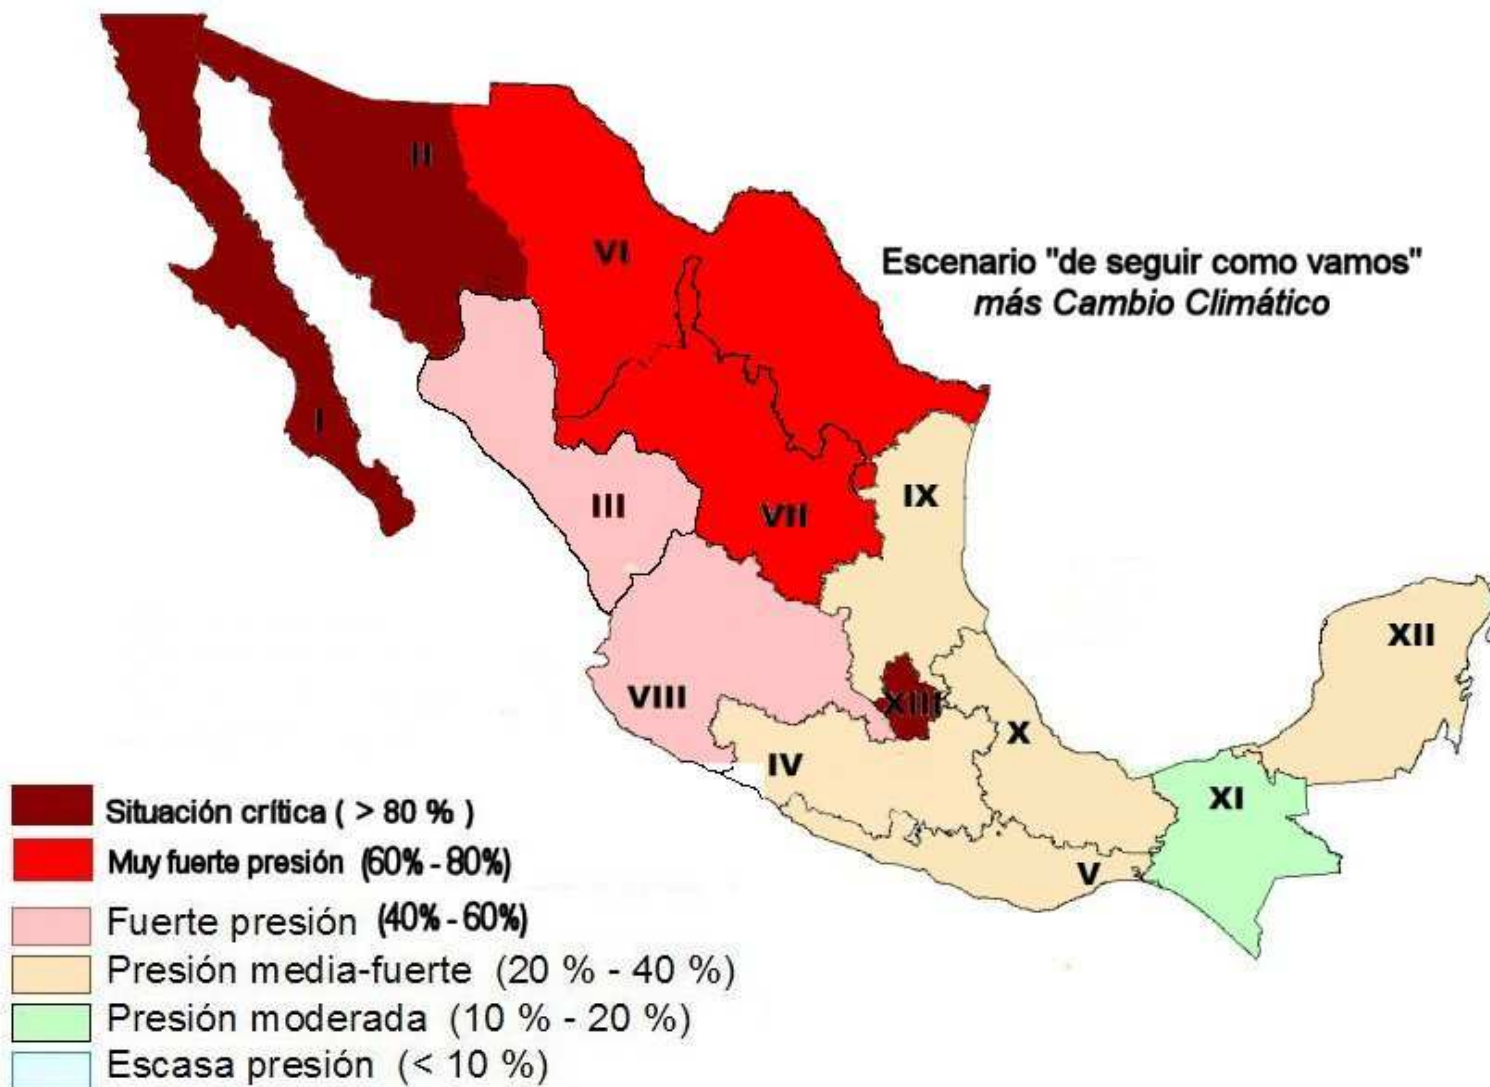 II
VI
Escenario "de seguir como vamos"
más Cambio Climático
I
III
VII
IX
XII
VIII
XIII
X
IV
XI
V
Situación crítica ( > 80 % )
Muy fuerte presión (60% - 80%)
Fuerte presión (40% - 60%)
Presión media-fuerte (20 % - 40 %)
Presión moderada (10 % - 20 %)
Escasa presión (< 10 %)